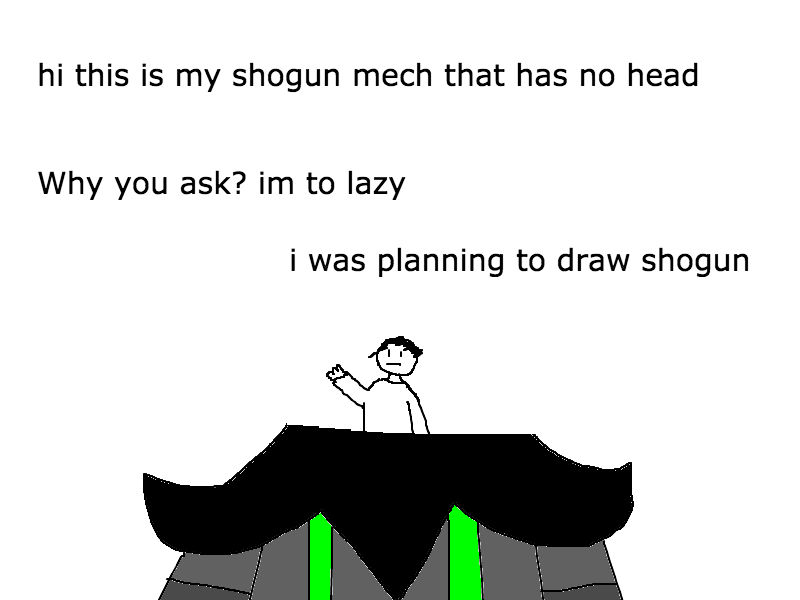 hi this is my shogun mech that has no head
Why you ask? im to lazy
i was planning to draw shogun